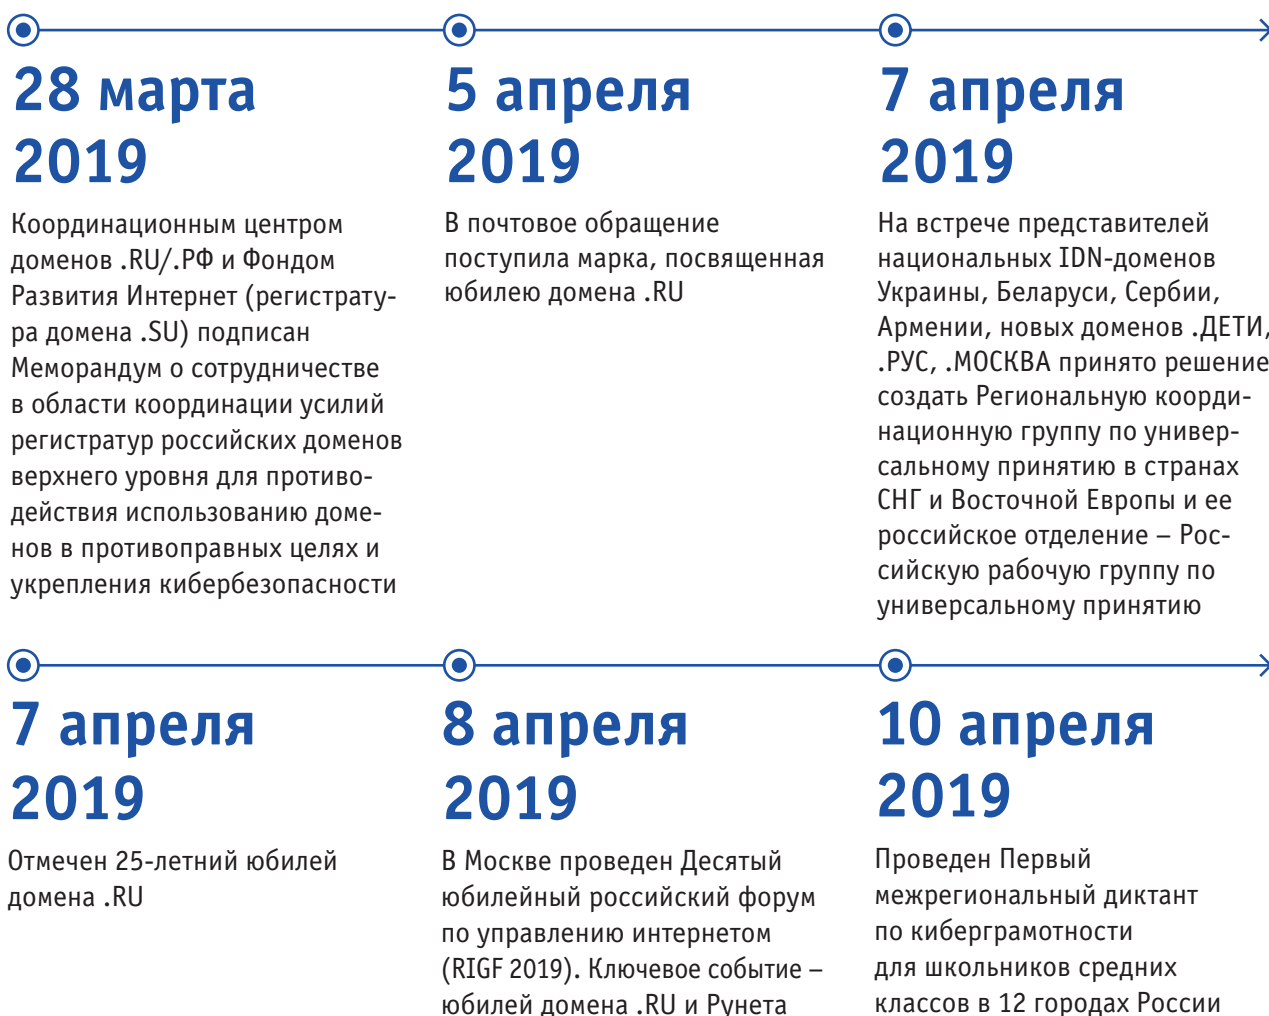 28 марта
2019
Координационным центром
доменов .RU/.РФ и Фондом
Развития Интернет (регистрату-
ра домена .SU) подписан
Меморандум о сотрудничестве
в области координации усилий
регистратур российских доменов
верхнего уровня для противо-
действия использованию доме-
нов в противоправных целях и
укрепления кибербезопасности
5 апреля
2019
В почтовое обращение
поступила марка, посвященная
юбилею домена .RU
7 апреля
2019
На встрече представителей
национальных IDN-доменов
Украины, Беларуси, Сербии,
Армении, новых доменов .ДЕТИ,
.РУС, .МОСКВА принято решение
создать Региональную коорди-
национную группу по универ-
сальному принятию в странах
СНГ и Восточной Европы и ее
российское отделение – Рос-
сийскую рабочую группу по
универсальному принятию
7 апреля
2019
Отмечен 25-летний юбилей
домена .RU
8 апреля
2019
В Москве проведен Десятый
юбилейный российский форум
по управлению интернетом
(RIGF 2019). Ключевое событие –
юбилей домена .RU и Рунета
10 апреля
2019
Проведен Первый
межрегиональный диктант
по киберграмотности
для школьников средних
классов в 12 городах России